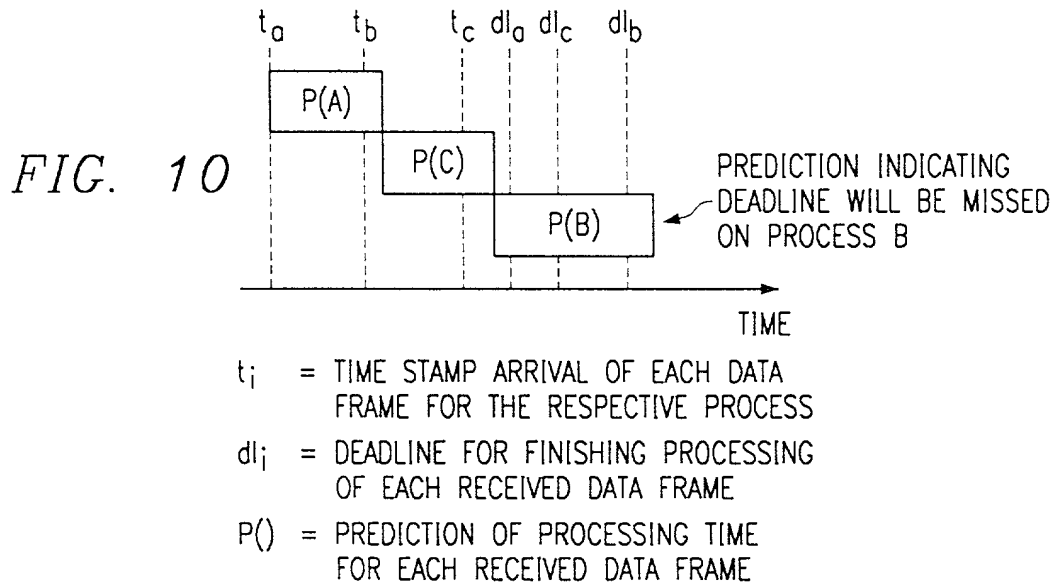 t_a t_b t_c dl_a dl_c dl_b
P(A)
P(C)
P(B)
FIG. 10
PREDICTION INDICATING
DEADLINE WILL BE MISSED
ON PROCESS B
TIME
t_i = TIME STAMP ARRIVAL OF EACH DATA
FRAME FOR THE RESPECTIVE PROCESS
dl_i = DEADLINE FOR FINISHING PROCESSING
OF EACH RECEIVED DATA FRAME
P() = PREDICTION OF PROCESSING TIME
FOR EACH RECEIVED DATA FRAME